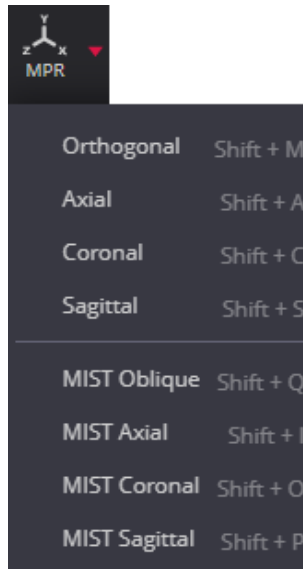 Y
Z X
MPR
Orthogonal Shift + M
Axial Shift + A
Coronal Shift + C
Sagittal Shift + S
MIST Oblique Shift + Q
MIST Axial Shift +
MIST Coronal Shift + O
MIST Sagittal Shift + P